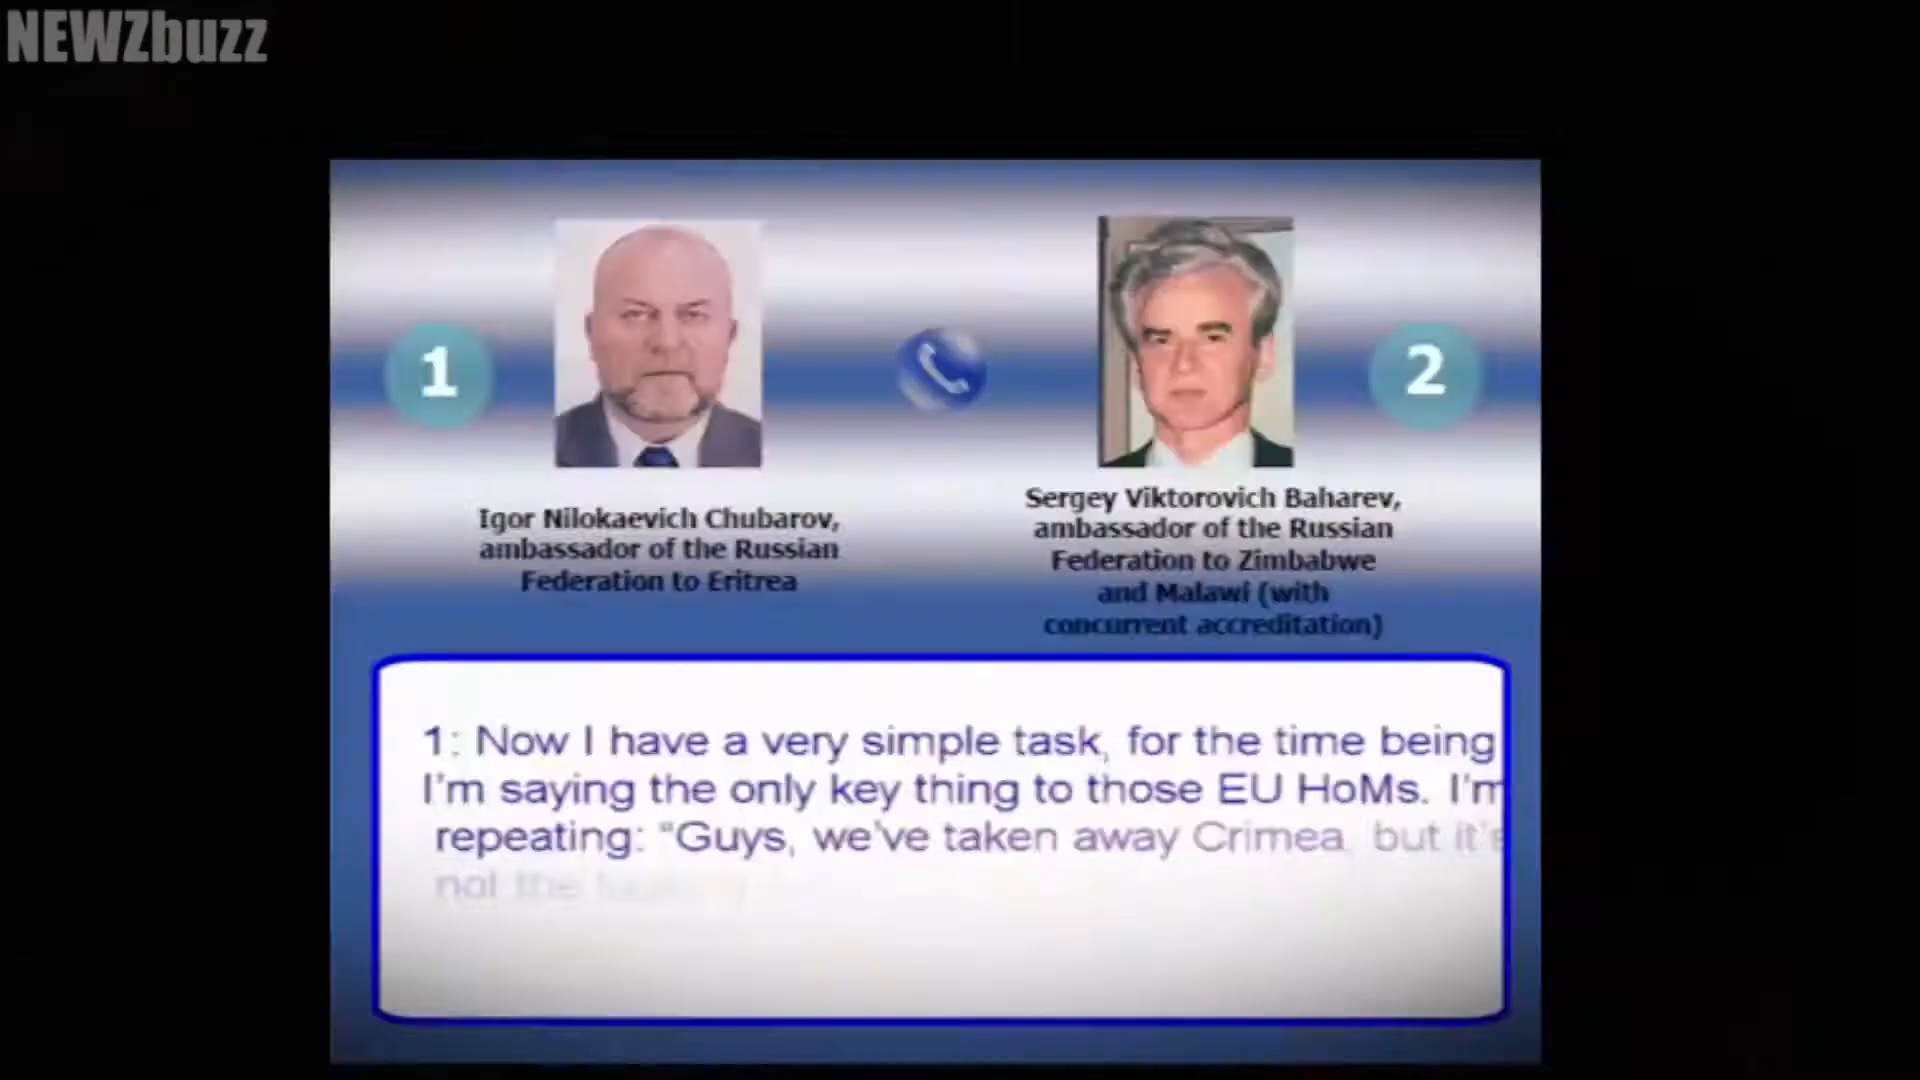 NEWZbuzz
1
2
Igor Nilokaevich Chubarov,
ambassador of the Russian
Federation to Eritrea
Sergey Viktorovich Baharev,
ambassador of the Russian
Federation to Zimbabwe
and Malawi (with
concurrent accreditation)
1: Now I have a very simple task, for the time being
I'm saying the only key thing to those EU HoMs. I'm
repeating: "Guys, we've taken away Crimea, but it's
not the